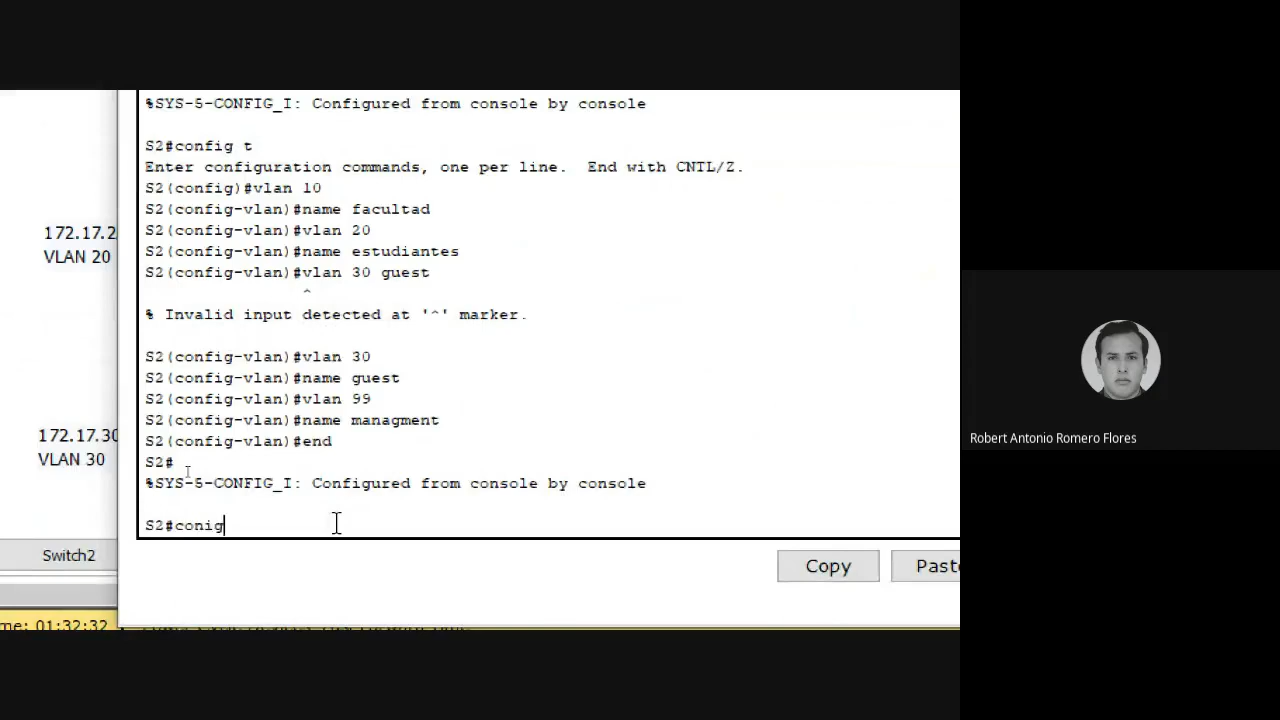 %SYS-5-CONFIG_I: Configured from console by console
S2#config t
Enter configuration commands, one per line.  End with CNTL/Z.
S2(config)#vlan 10
S2(config-vlan)#name facultad
S2(config-vlan)#vlan 20
S2(config-vlan)#name estudiantes
S2(config-vlan)#vlan 30 guest
^
% Invalid input detected at '^' marker.
S2(config-vlan)#vlan 30
S2(config-vlan)#name guest
S2(config-vlan)#vlan 99
S2(config-vlan)#name managment
S2(config-vlan)#end
S2#
%SYS-5-CONFIG_I: Configured from console by console
S2#conig
172.17.2
VLAN 20
172.17.30
VLAN 30
Switch2
Copy
Paste
me: 01:32:32
Robert Antonio Romero Flores